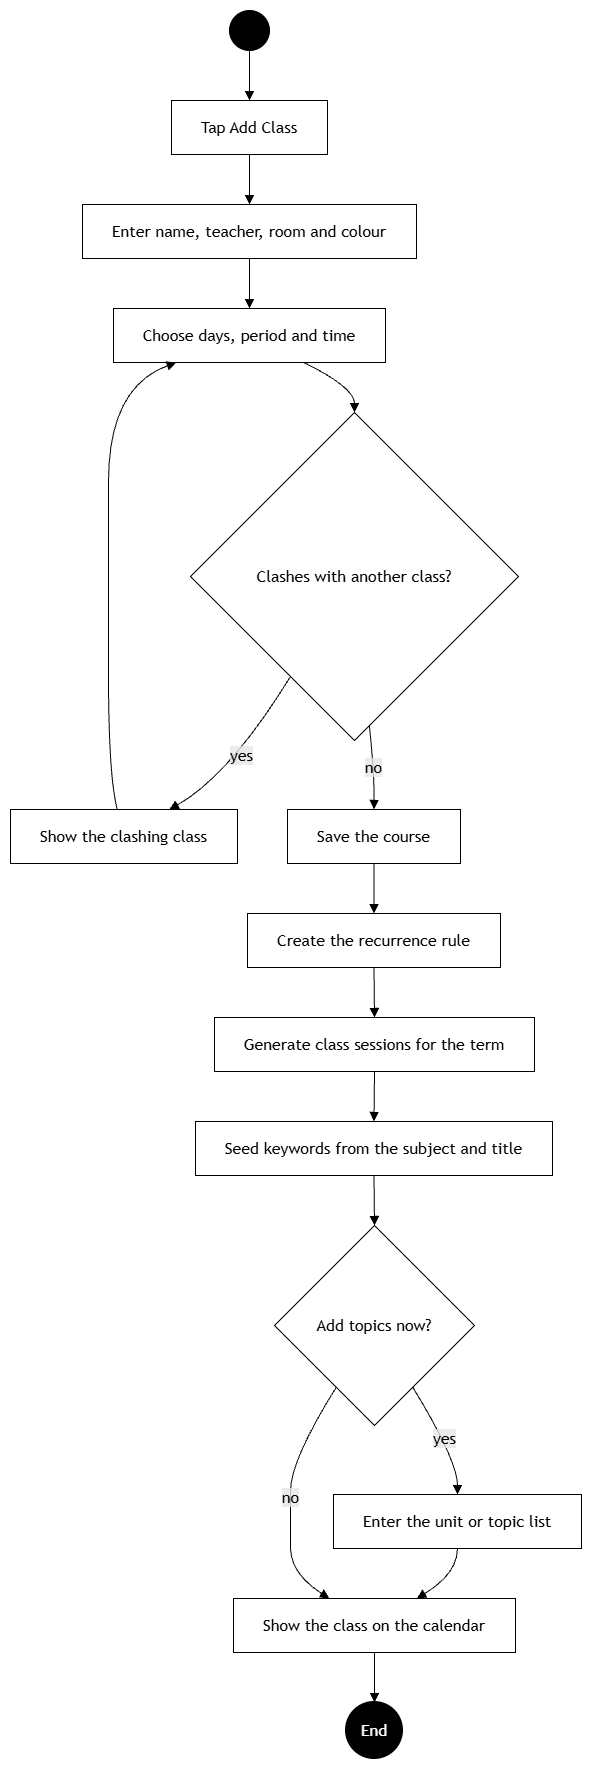 Tap Add Class
Enter name, teacher, room and colour
Choose days, period and time
Clashes with another class?
yes
no
Show the clashing class
Save the course
Create the recurrence rule
Generate class sessions for the term
Seed keywords from the subject and title
Add topics now?
yes
no
Enter the unit or topic list
Show the class on the calendar
End